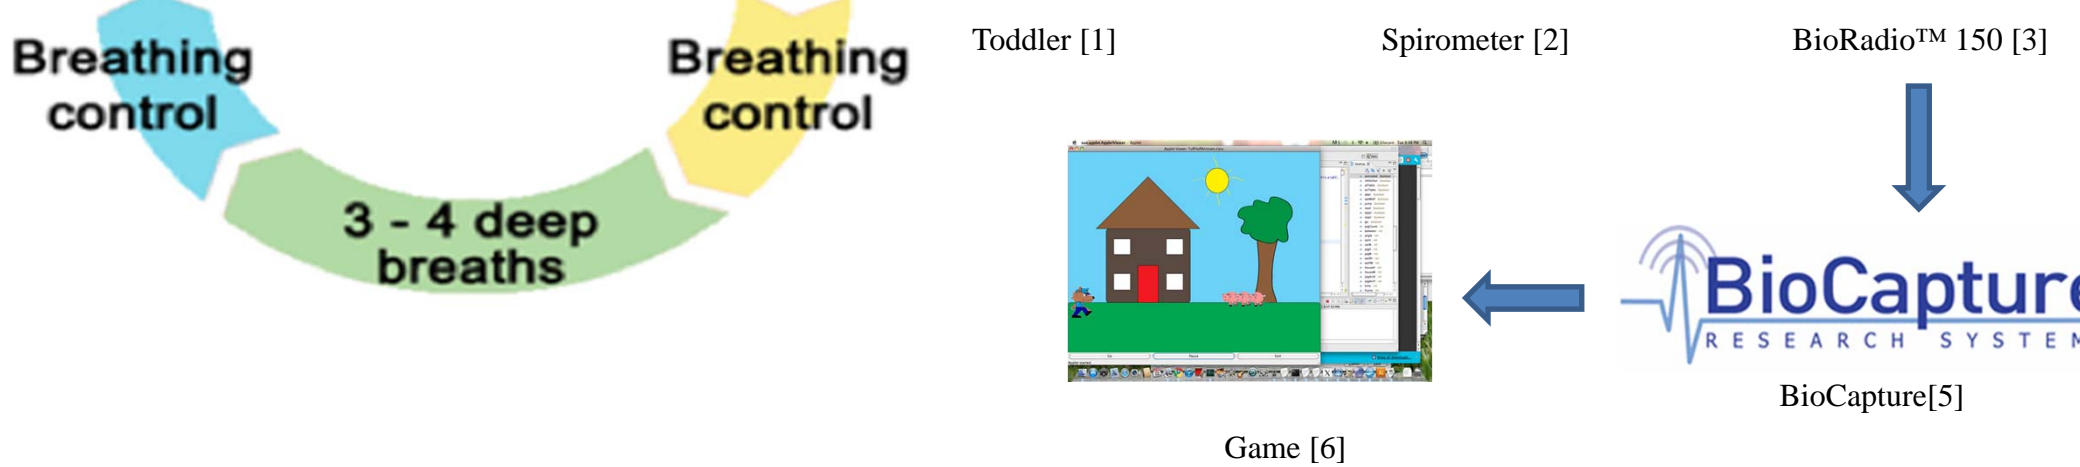 Breathing
control
Breathing
control
3 - 4 deep
breaths
Toddler [1]
Spirometer [2]
BioRadio™ 150 [3]
BioCapture
RESEARCH SYSTEM
BioCapture[5]
Game [6]